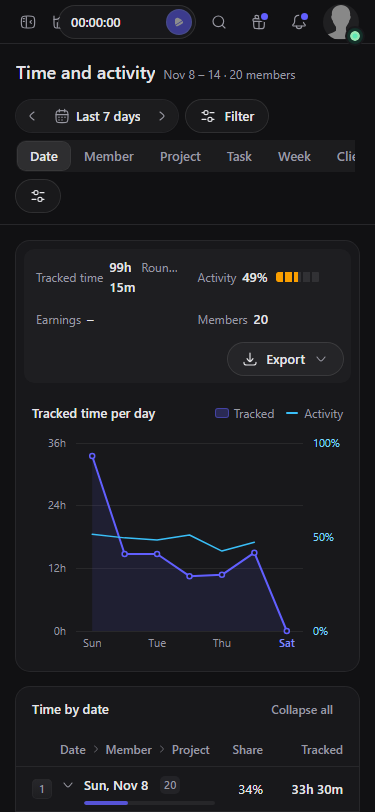 00:00:00
Time and activity Nov 8 – 14 · 20 members
Last 7 days Filter
Date Member Project Task Week Clie
Tracked time 99h 15m Roun... Activity 49%
Earnings – Members 20
Export
Tracked time per day Tracked Activity
36h 100%
24h
50%
12h
0h 0%
Sun Tue Thu Sat
Time by date Collapse all
Date > Member > Project Share Tracked
1 Sun, Nov 8 20 34% 33h 30m